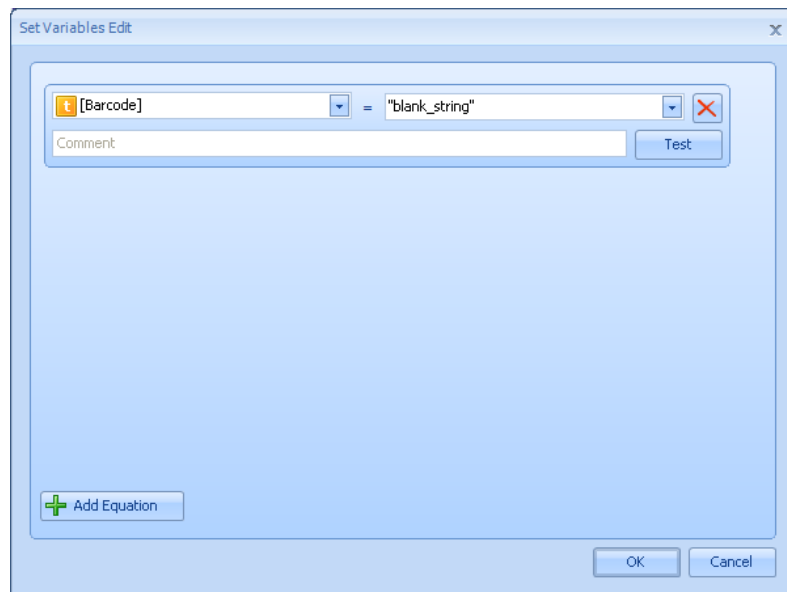 Set Variables Edit
t [Barcode] = "blank_string"
Comment Test
Add Equation
OK Cancel